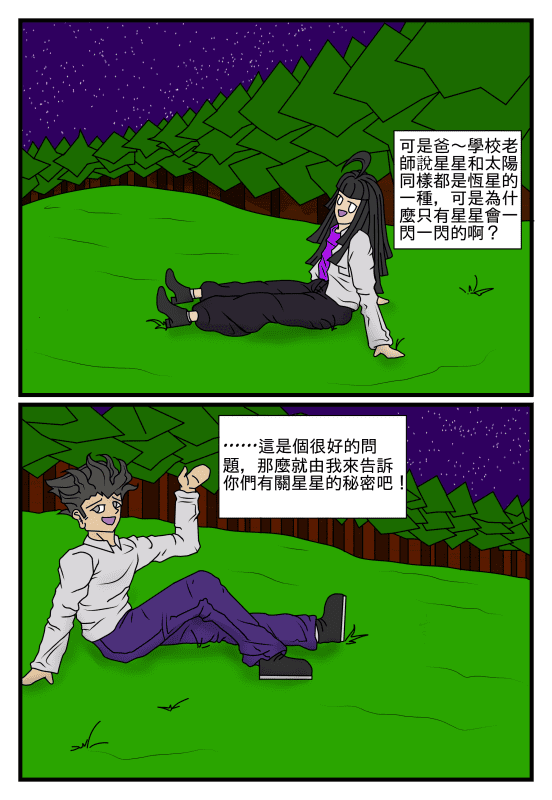 可是爸～學校老
師說星星和太陽
同樣都是恆星的
一種，可是為什
麼只有星星會一
閃一閃的啊？
……這是個很好的問
題，那麼就由我來告訴
你們有關星星的秘密吧！